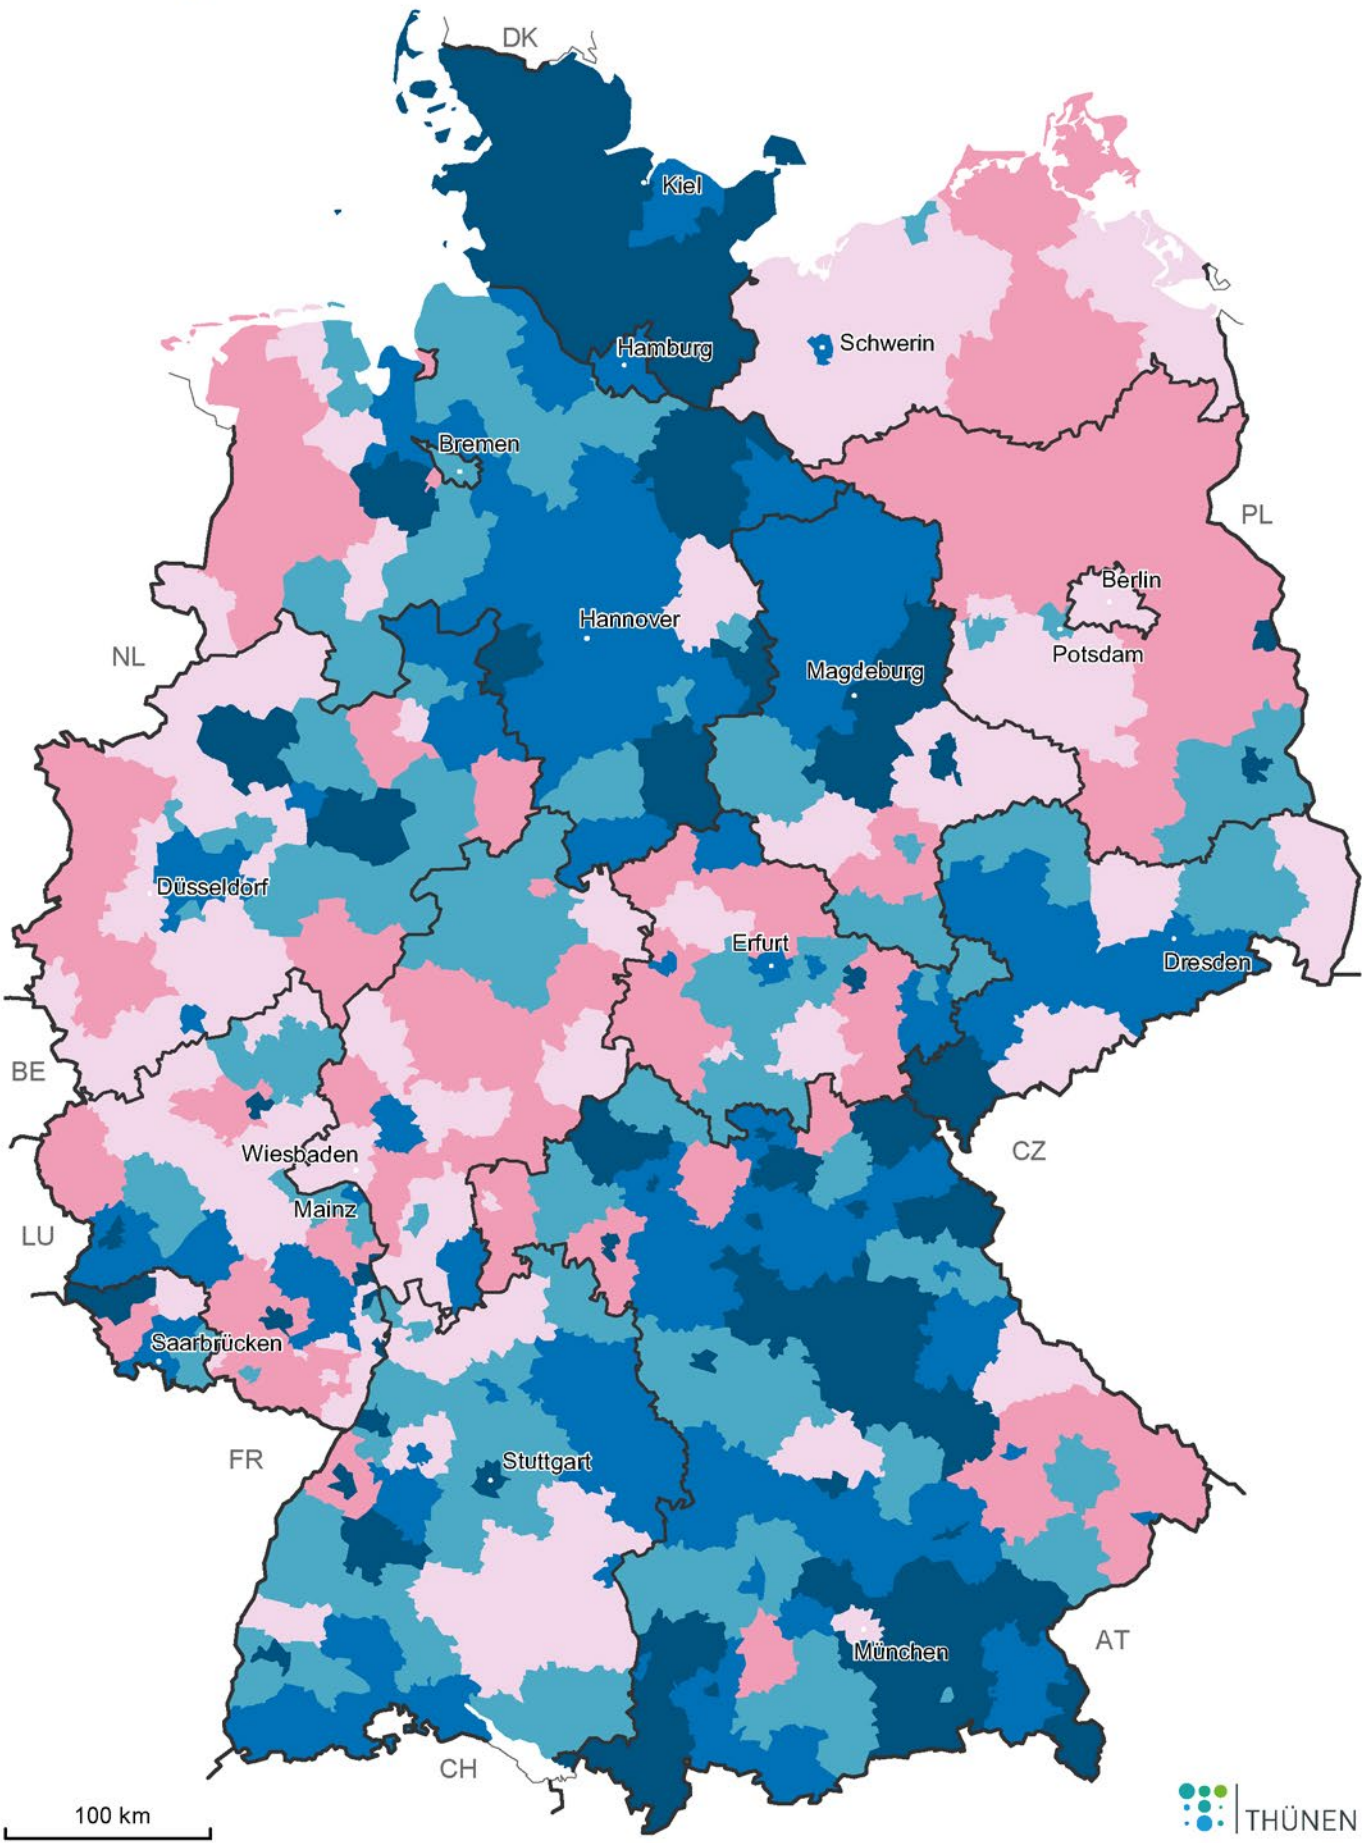 DK
Kiel
Schwerin
Hamburg
Bremen
PL
Berlin
Hannover
Potsdam
NL
Magdeburg
Düsseldorf
Erfurt
Dresden
BE
Wiesbaden
CZ
Mainz
LU
Saarbrücken
FR
Stuttgart
AT
München
CH
100 km
THÜNEN